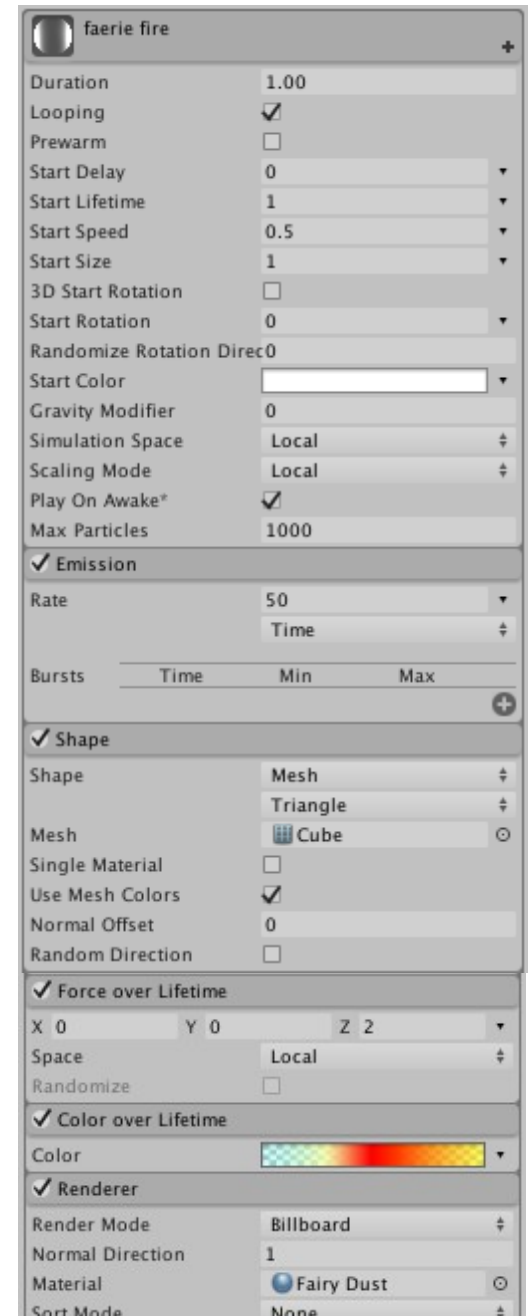 faerie fire
Duration 1.00
Looping
Prewarm
Start Delay 0
Start Lifetime 1
Start Speed 0.5
Start Size 1
3D Start Rotation
Start Rotation 0
Randomize Rotation Direc0
Start Color
Gravity Modifier 0
Simulation Space Local
Scaling Mode Local
Play On Awake*
Max Particles 1000
Emission
Rate 50
Time
Bursts Time Min Max
Shape
Shape Mesh
Triangle
Mesh Cube
Single Material
Use Mesh Colors
Normal Offset 0
Random Direction
Force over Lifetime
X 0 Y 0 Z 2
Space Local
Randomize
Color over Lifetime
Color
Renderer
Render Mode Billboard
Normal Direction 1
Material Fairy Dust
Sort Mode None